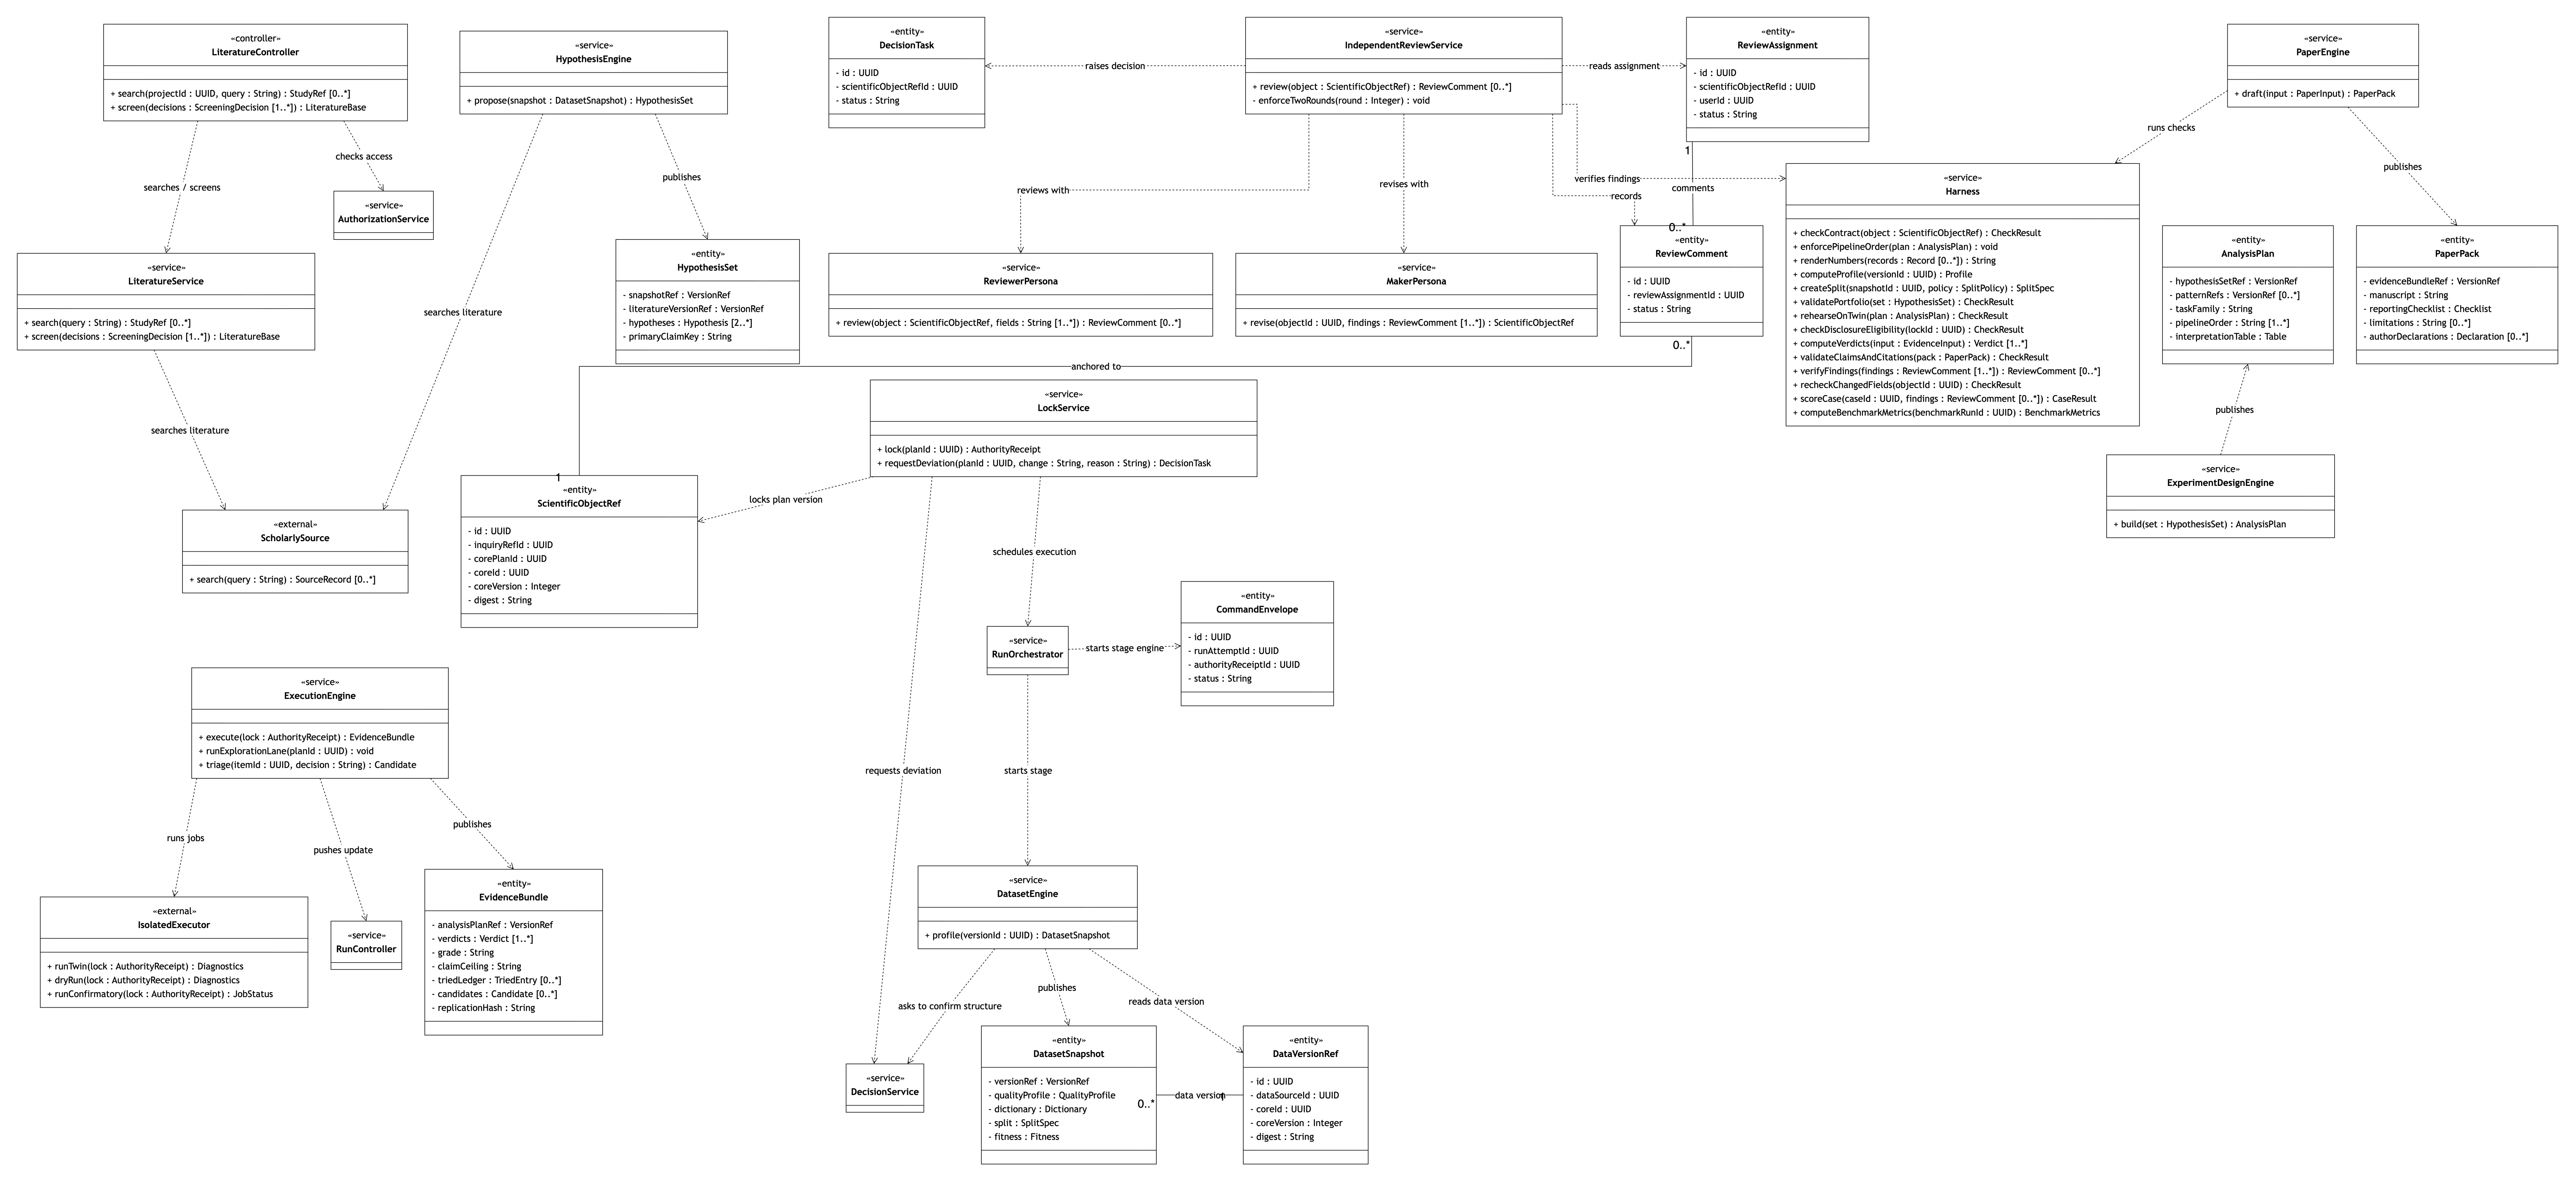 «controller»
LiteratureController
+ search(projectId : UUID, query : String) : StudyRef [0..*]
+ screen(decisions : ScreeningDecision [1..*]) : LiteratureBase
«service»
HypothesisEngine
+ propose(snapshot : DatasetSnapshot) : HypothesisSet
«entity»
DecisionTask
- id : UUID
- scientificObjectRefId : UUID
- status : String
raises decision
«service»
IndependentReviewService
+ review(object : ScientificObjectRef) : ReviewComment [0..*]
- enforceTwoRounds(round : Integer) : void
reads assignment
«entity»
ReviewAssignment
- id : UUID
- scientificObjectRefId : UUID
- userId : UUID
- status : String
«service»
PaperEngine
+ draft(input : PaperInput) : PaperPack
checks access
searches / screens
publishes
reviews with
revises with
verifies findings
records
1
comments
0..*
runs checks
publishes
«service»
AuthorizationService
«service»
LiteratureService
+ search(query : String) : StudyRef [0..*]
+ screen(decisions : ScreeningDecision [1..*]) : LiteratureBase
searches literature
«entity»
HypothesisSet
- snapshotRef : VersionRef
- literatureVersionRef : VersionRef
- hypotheses : Hypothesis [2..*]
- primaryClaimKey : String
«service»
ReviewerPersona
+ review(object : ScientificObjectRef, fields : String [1..*]) : ReviewComment [0..*]
«service»
MakerPersona
+ revise(objectId : UUID, findings : ReviewComment [1..*]) : ScientificObjectRef
«entity»
ReviewComment
- id : UUID
- reviewAssignmentId : UUID
- status : String
0..*
anchored to
1
«service»
Harness
+ checkContract(object : ScientificObjectRef) : CheckResult
+ enforcePipelineOrder(plan : AnalysisPlan) : void
+ renderNumbers(records : Record [0..*]) : String
+ computeProfile(versionId : UUID) : Profile
+ createSplit(snapshotId : UUID, policy : SplitPolicy) : SplitSpec
+ validatePortfolio(set : HypothesisSet) : CheckResult
+ rehearseOnTwin(plan : AnalysisPlan) : CheckResult
+ checkDisclosureEligibility(lockId : UUID) : CheckResult
+ computeVerdicts(input : EvidenceInput) : Verdict [1..*]
+ validateClaimsAndCitations(pack : PaperPack) : CheckResult
+ verifyFindings(findings : ReviewComment [1..*]) : ReviewComment [0..*]
+ recheckChangedFields(objectId : UUID) : CheckResult
+ scoreCase(caseId : UUID, findings : ReviewComment [0..*]) : CaseResult
+ computeBenchmarkMetrics(benchmarkRunId : UUID) : BenchmarkMetrics
«entity»
AnalysisPlan
- hypothesisSetRef : VersionRef
- patternRefs : VersionRef [0..*]
- taskFamily : String
- pipelineOrder : String [1..*]
- interpretationTable : Table
«entity»
PaperPack
- evidenceBundleRef : VersionRef
- manuscript : String
- reportingChecklist : Checklist
- limitations : String [0..*]
- authorDeclarations : Declaration [0..*]
publishes
«service»
ExperimentDesignEngine
+ build(set : HypothesisSet) : AnalysisPlan
searches literature
«service»
LockService
+ lock(planId : UUID) : AuthorityReceipt
+ requestDeviation(planId : UUID, change : String, reason : String) : DecisionTask
locks plan version
«external»
ScholarlySource
+ search(query : String) : SourceRecord [0..*]
«entity»
ScientificObjectRef
- id : UUID
- inquiryRefId : UUID
- corePlanId : UUID
- coreId : UUID
- coreVersion : Integer
- digest : String
schedules execution
«service»
RunOrchestrator
starts stage engine
«entity»
CommandEnvelope
- id : UUID
- runAttemptId : UUID
- authorityReceiptId : UUID
- status : String
«service»
ExecutionEngine
+ execute(lock : AuthorityReceipt) : EvidenceBundle
+ runExplorationLane(planId : UUID) : void
+ triage(itemId : UUID, decision : String) : Candidate
requests deviation
starts stage
runs jobs
pushes update
publishes
«external»
IsolatedExecutor
+ runTwin(lock : AuthorityReceipt) : Diagnostics
+ dryRun(lock : AuthorityReceipt) : Diagnostics
+ runConfirmatory(lock : AuthorityReceipt) : JobStatus
«service»
RunController
«entity»
EvidenceBundle
- analysisPlanRef : VersionRef
- verdicts : Verdict [1..*]
- grade : String
- claimCeiling : String
- triedLedger : TriedEntry [0..*]
- candidates : Candidate [0..*]
- replicationHash : String
«service»
DatasetEngine
+ profile(versionId : UUID) : DatasetSnapshot
asks to confirm structure
publishes
reads data version
«service»
DecisionService
«entity»
DatasetSnapshot
- versionRef : VersionRef
- qualityProfile : QualityProfile
- dictionary : Dictionary
- split : SplitSpec
- fitness : Fitness
0..*
data version
1
«entity»
DataVersionRef
- id : UUID
- dataSourceId : UUID
- coreId : UUID
- coreVersion : Integer
- digest : String